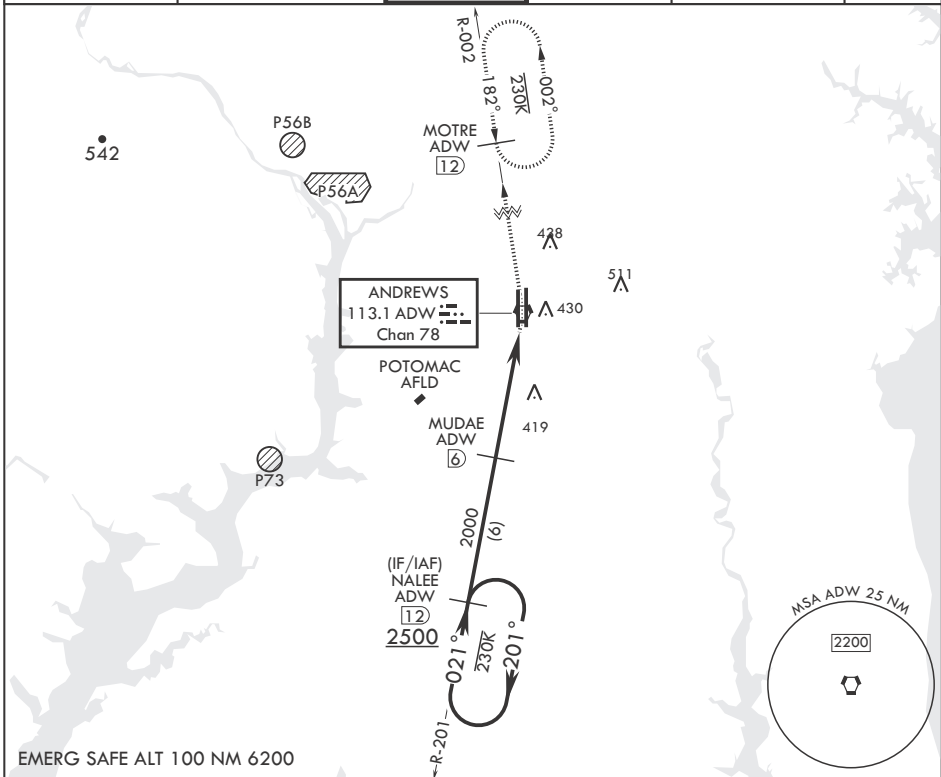 R-002
182°
230K
002°
MOTRE
ADW
12
P56B
542
P56A
438
511
ANDREWS
113.1 ADW
Chan 78
430
POTOMAC
AFLD
MUDAE
ADW
6
419
P73
2000
(6)
(IF/IAF)
NALEE
ADW
12
2500
021°
230K
201°
R-201
MSA ADW 25 NM
2200
EMERG SAFE ALT 100 NM 6200